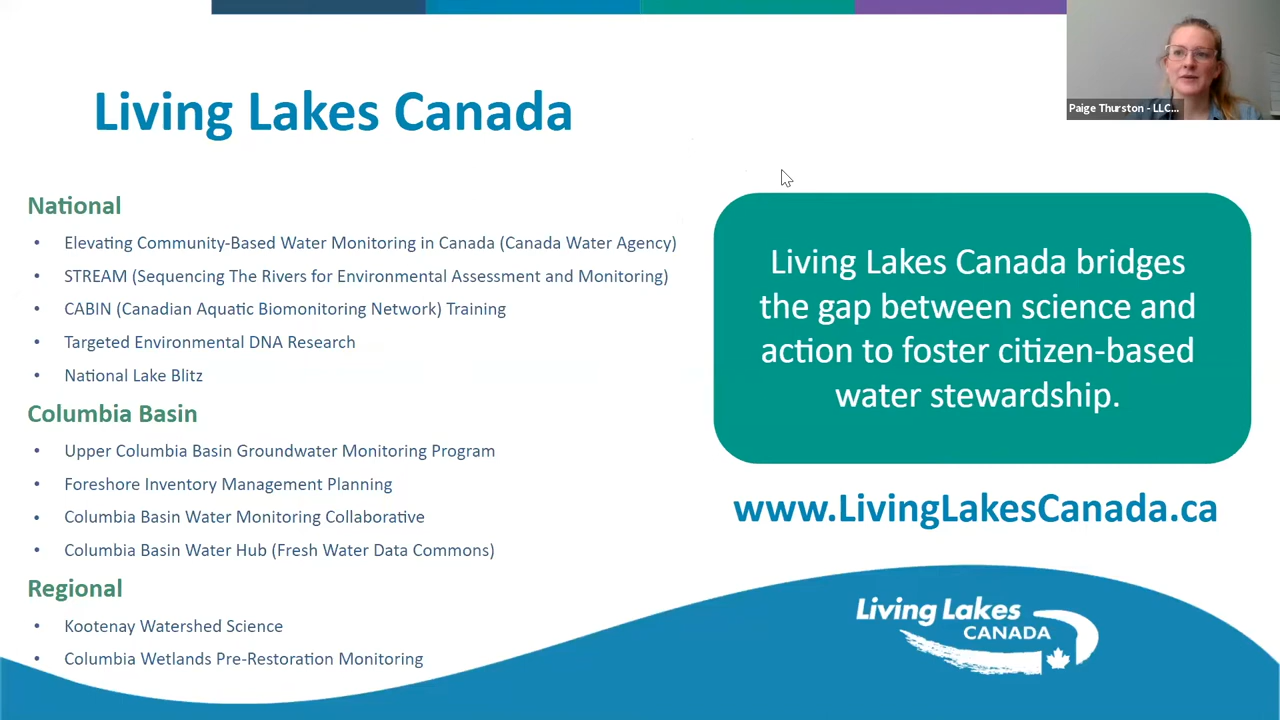 Paige Thurston - LLC...
Living Lakes Canada
National
• Elevating Community-Based Water Monitoring in Canada (Canada Water Agency)
• STREAM (Sequencing The Rivers for Environmental Assessment and Monitoring)
• CABIN (Canadian Aquatic Biomonitoring Network) Training
• Targeted Environmental DNA Research
• National Lake Blitz
Columbia Basin
• Upper Columbia Basin Groundwater Monitoring Program
• Foreshore Inventory Management Planning
• Columbia Basin Water Monitoring Collaborative
• Columbia Basin Water Hub (Fresh Water Data Commons)
Regional
• Kootenay Watershed Science
• Columbia Wetlands Pre-Restoration Monitoring
Living Lakes Canada bridges
the gap between science and
action to foster citizen-based
water stewardship.
www.LivingLakesCanada.ca
Living Lakes
CANADA